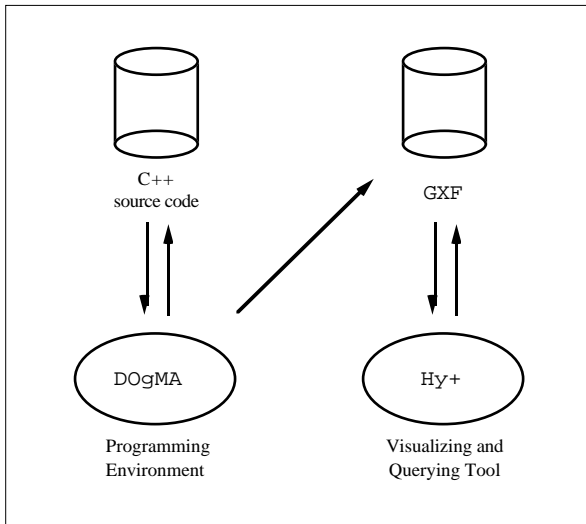 C++
source code
GXF
DOgMA
Hy+
Programming
Environment
Visualizing and
Querying Tool